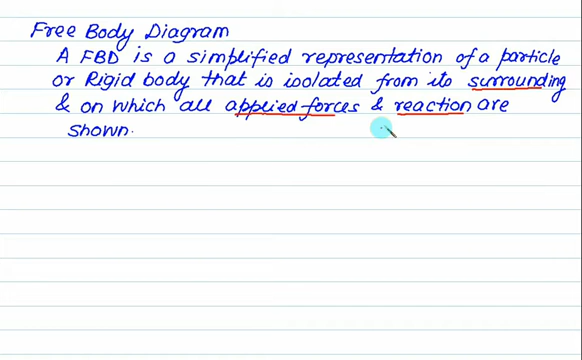 Free Body Diagram
A FBD is a simplified representation of a particle
or Rigid body that is isolated from its surrounding
& on which all applied forces & reaction are
shown.